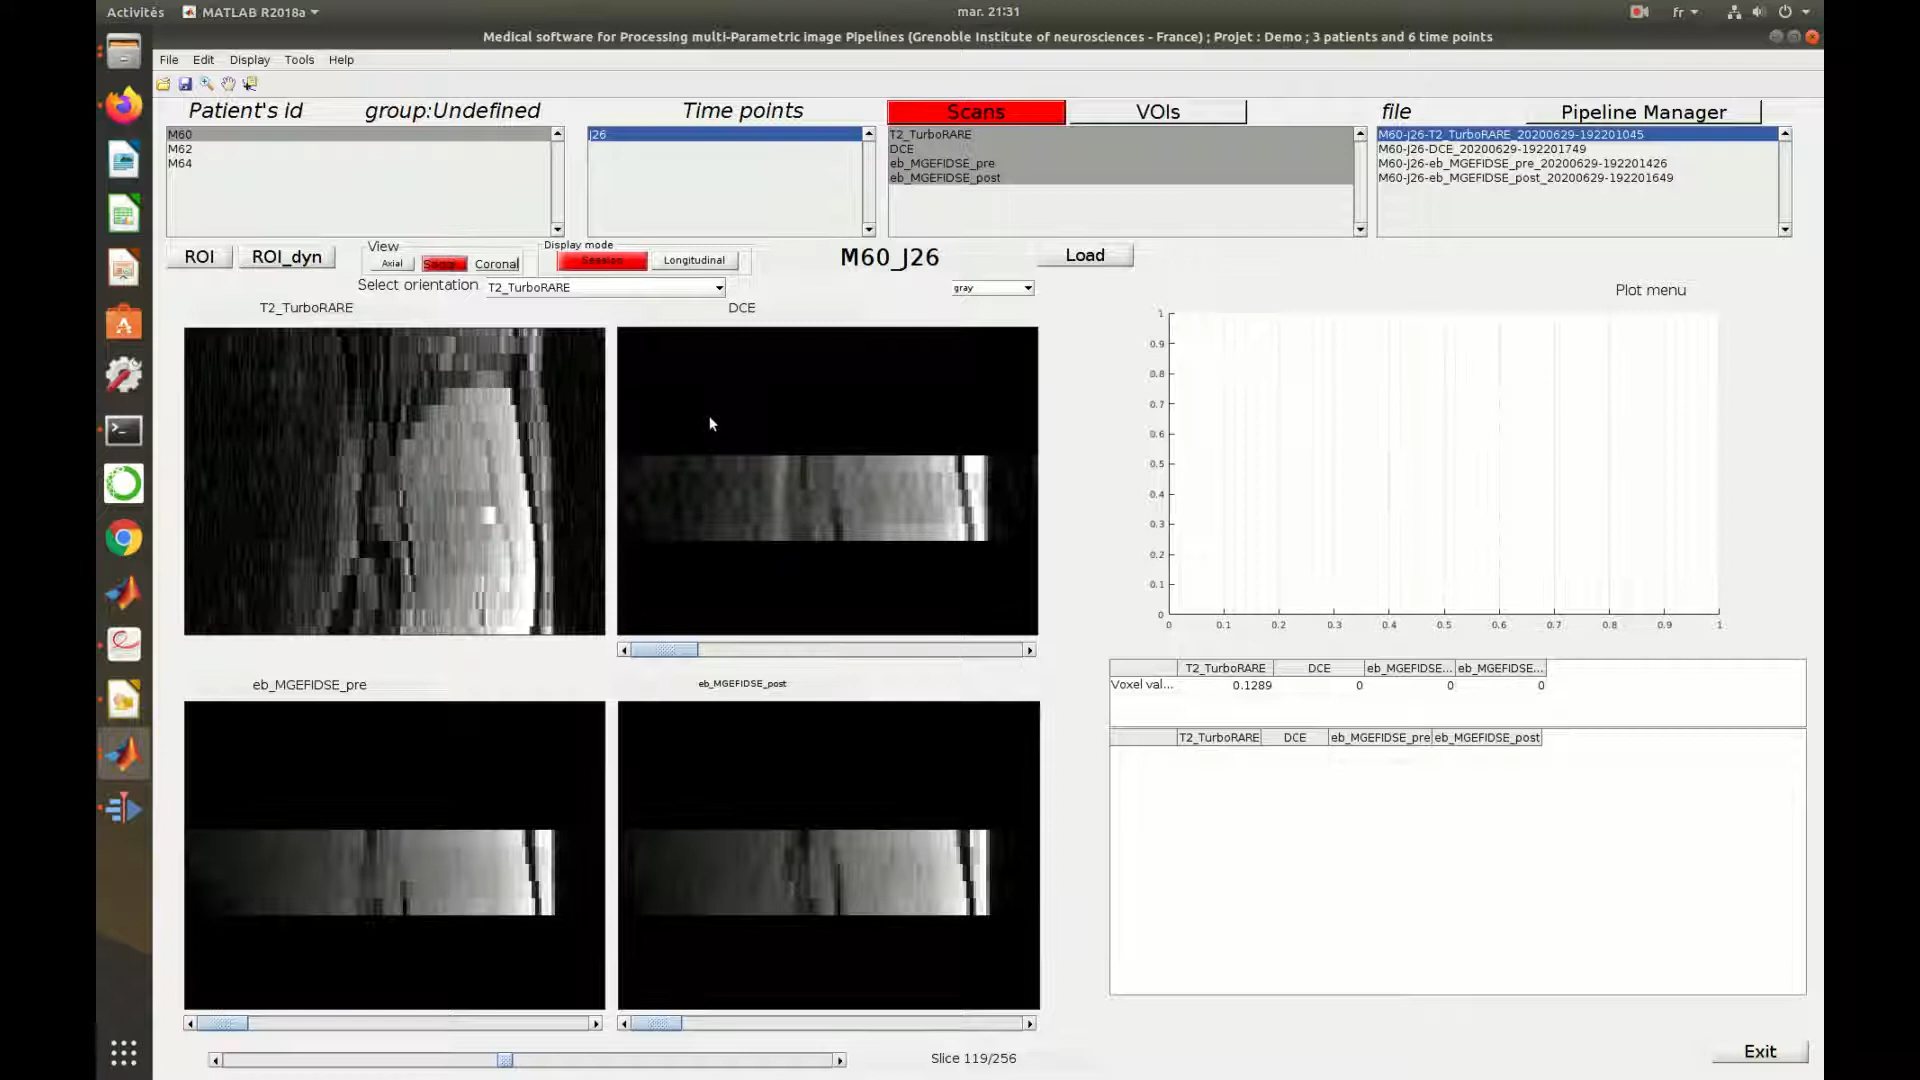 Activités
MATLAB R2018a
mar. 21:31
fr
Medical software for Processing multi-Parametric image Pipelines (Grenoble Institute of neurosciences - France) ; Projet : Demo ; 3 patients and 6 time points
File Edit Display Tools Help
Patient's id group:Undefined Time points Scans VOIs file Pipeline Manager
M60
M62
M64
J26
T2_TurboRARE
DCE
eb_MGEFIDSE_pre
eb_MGEFIDSE_post
M60-J26-T2_TurboRARE_20200629-192201045
M60-J26-DCE_20200629-192201749
M60-J26-eb_MGEFIDSE_pre_20200629-192201426
M60-J26-eb_MGEFIDSE_post_20200629-192201649
ROI ROI_dyn
View
Axial Coronal
Display mode
Session Longitudinal
M60_J26
Load
Select orientation T2_TurboRARE
gray
Plot menu
T2_TurboRARE
DCE
1
0.9
0.8
0.7
0.6
0.5
0.4
0.3
0.2
0.1
0
0 0.1 0.2 0.3 0.4 0.5 0.6 0.7 0.8 0.9 1
T2_TurboRARE DCE eb_MGEFIDSE... eb_MGEFIDSE...
Voxel val... 0.1289 0 0 0
eb_MGEFIDSE_pre
eb_MGEFIDSE_post
T2_TurboRARE DCE eb_MGEFIDSE_pre eb_MGEFIDSE_post
Slice 119/256
Exit